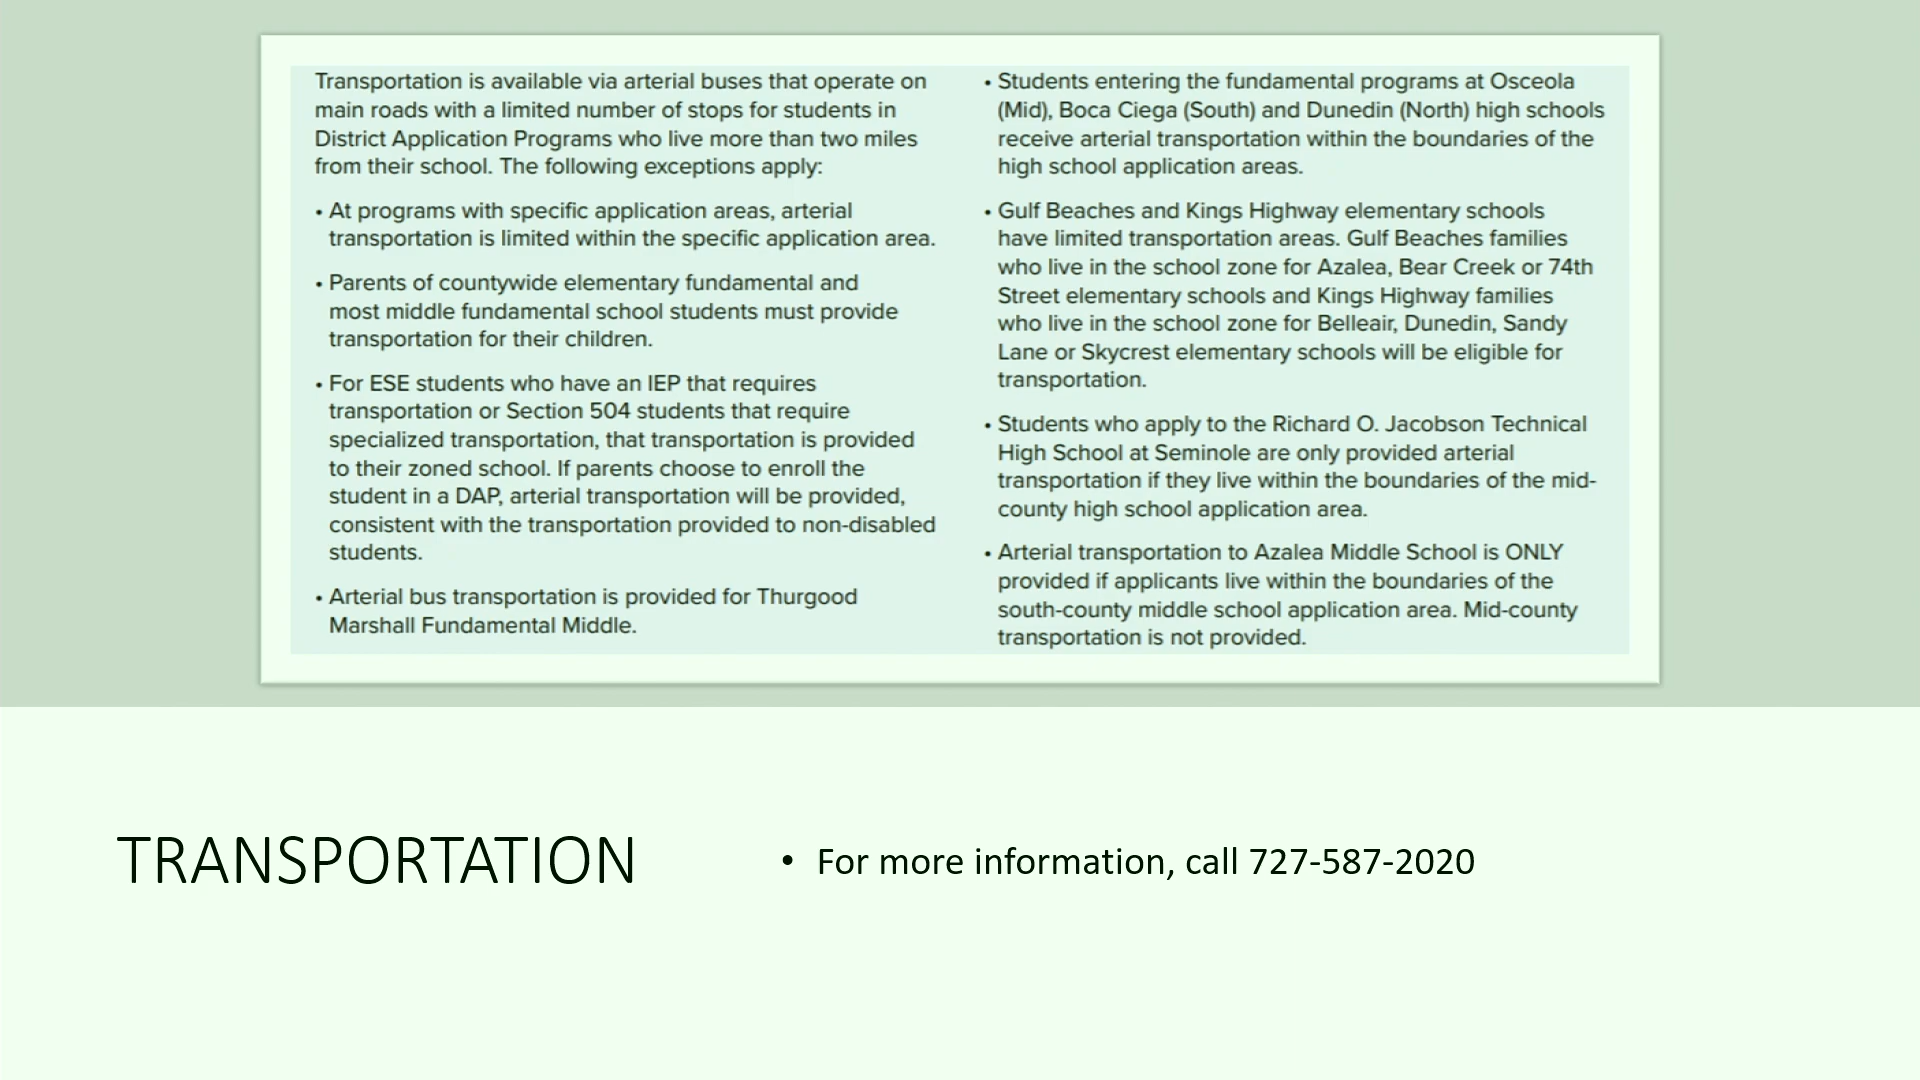 Transportation is available via arterial buses that operate on
main roads with a limited number of stops for students in
District Application Programs who live more than two miles
from their school. The following exceptions apply:
• At programs with specific application areas, arterial
transportation is limited within the specific application area.
• Parents of countywide elementary fundamental and
most middle fundamental school students must provide
transportation for their children.
• For ESE students who have an IEP that requires
transportation or Section 504 students that require
specialized transportation, that transportation is provided
to their zoned school. If parents choose to enroll the
student in a DAP, arterial transportation will be provided,
consistent with the transportation provided to non-disabled
students.
• Arterial bus transportation is provided for Thurgood
Marshall Fundamental Middle.
• Students entering the fundamental programs at Osceola
(Mid), Boca Ciega (South) and Dunedin (North) high schools
receive arterial transportation within the boundaries of the
high school application areas.
• Gulf Beaches and Kings Highway elementary schools
have limited transportation areas. Gulf Beaches families
who live in the school zone for Azalea, Bear Creek or 74th
Street elementary schools and Kings Highway families
who live in the school zone for Belleair, Dunedin, Sandy
Lane or Skycrest elementary schools will be eligible for
transportation.
• Students who apply to the Richard O. Jacobson Technical
High School at Seminole are only provided arterial
transportation if they live within the boundaries of the mid-
county high school application area.
• Arterial transportation to Azalea Middle School is ONLY
provided if applicants live within the boundaries of the
south-county middle school application area. Mid-county
transportation is not provided.
TRANSPORTATION
• For more information, call 727-587-2020